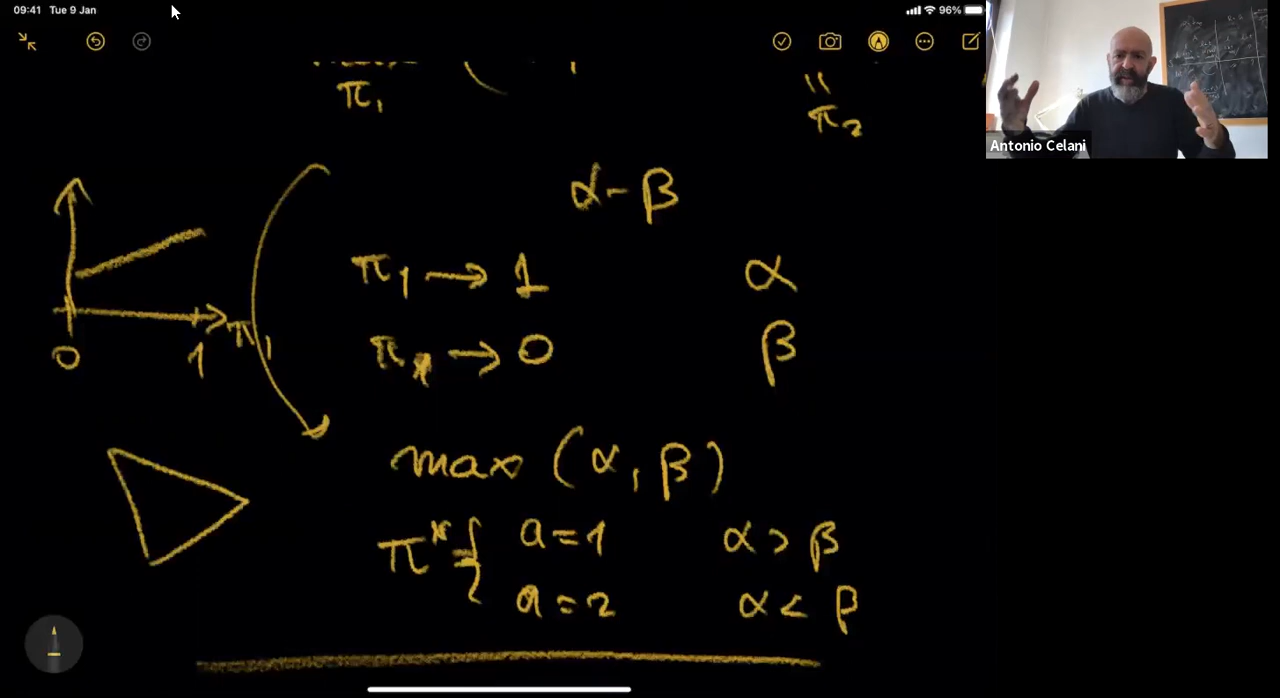 09:41 Tue 9 Jan
96%
Antonio Celani
π₁
π₂
α - β
π₁ → 1 α
π₁ → 0 β
0 1 π₁
max (α, β)
π* = { a = 1 α > β
a = 2 α < β